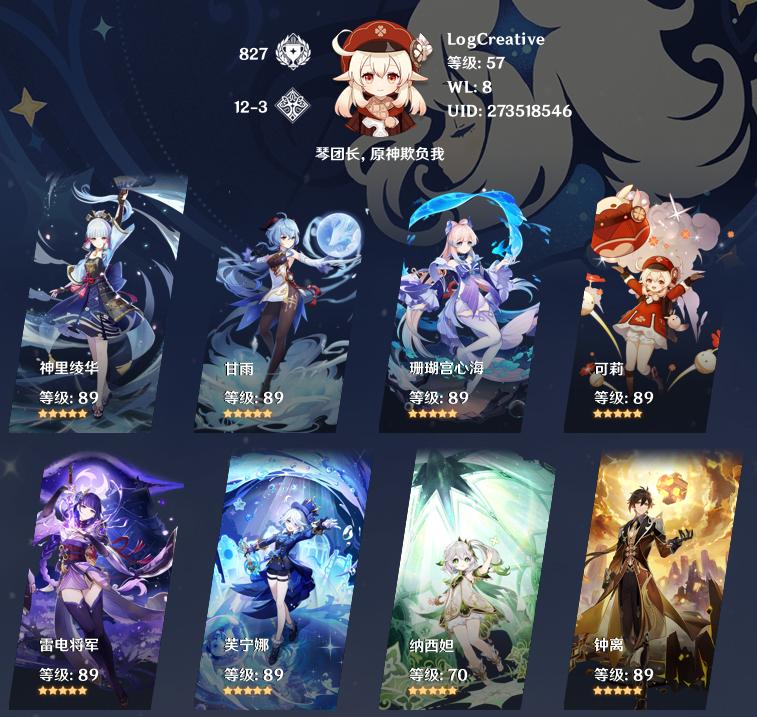 827
12-3
LogCreative
等级: 57
WL: 8
UID: 273518546
琴团长, 原神欺负我
神里绫华
等级: 89
甘雨
等级: 89
珊瑚宫心海
等级: 89
可莉
等级: 89
雷电将军
等级: 89
芙宁娜
等级: 89
纳西妲
等级: 70
钟离
等级: 89